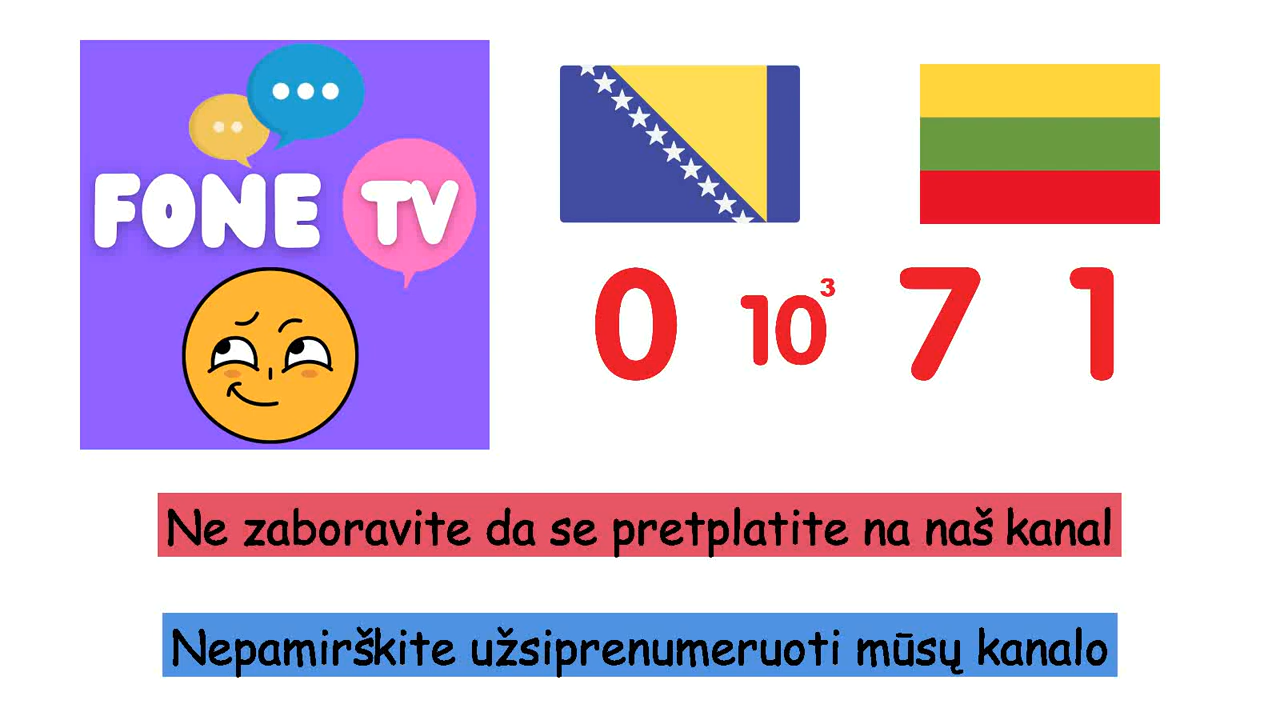 FONE TV
0 10³ 7 1
Ne zaboravite da se pretplatite na naš kanal
Nepamirškite užsiprenumeruoti mūsų kanalo